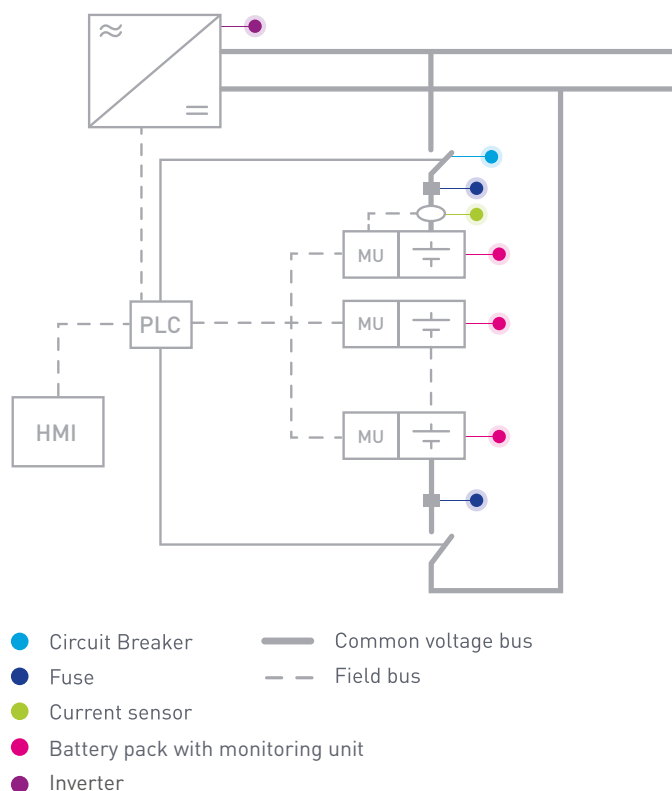 MU
PLC
MU
HMI
MU
Circuit Breaker
Common voltage bus
Fuse
Field bus
Current sensor
Battery pack with monitoring unit
Inverter